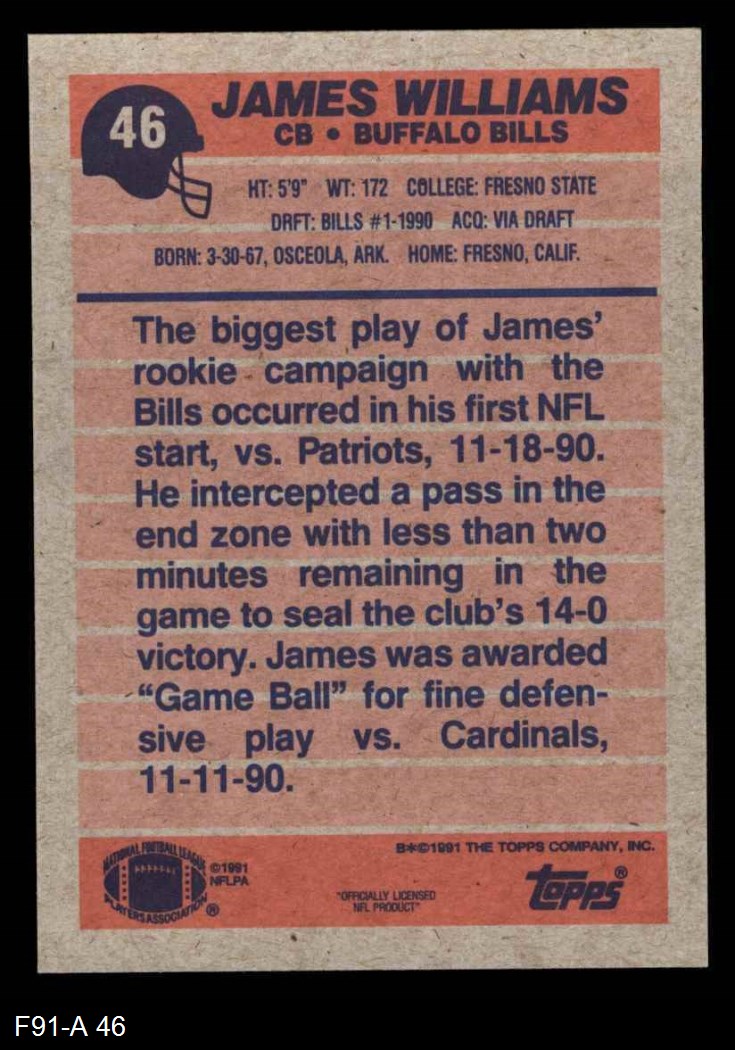 46
JAMES WILLIAMS
CB • BUFFALO BILLS
HT: 5'9" WT: 172 COLLEGE: FRESNO STATE
DRFT: BILLS #1-1990 ACQ: VIA DRAFT
BORN: 3-30-67, OSCEOLA, ARK. HOME: FRESNO, CALIF.
The biggest play of James'
rookie campaign with the
Bills occurred in his first NFL
start, vs. Patriots, 11-18-90.
He intercepted a pass in the
end zone with less than two
minutes remaining in the
game to seal the club's 14-0
victory. James was awarded
“Game Ball” for fine defen-
sive play vs. Cardinals,
11-11-90.
B*©1991 THE TOPPS COMPANY, INC.
NATIONAL FOOTBALL LEAGUE
PLAYERS ASSOCIATION ®
©1991
NFLPA
"OFFICIALLY LICENSED
NFL PRODUCT"
topps®
F91-A 46